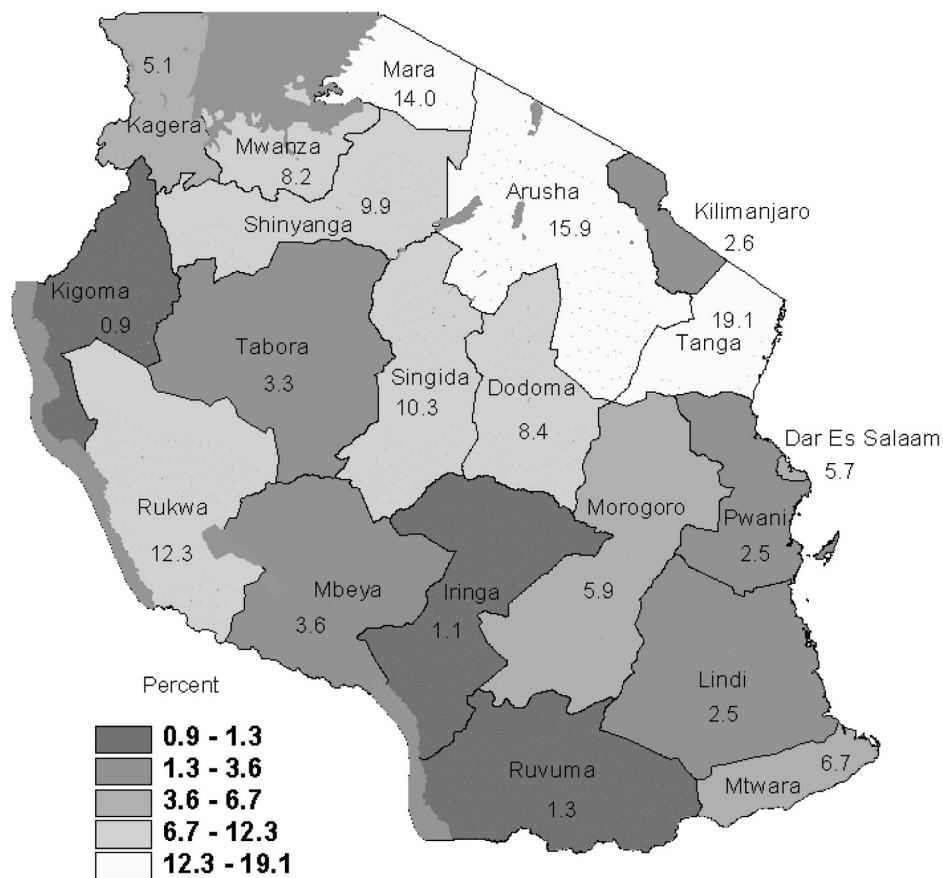 5.1
Kagera
Mara
14.0
Mwanza
8.2
Shinyanga
9.9
Arusha
15.9
Kilimanjaro
2.6
Kigoma
0.9
Tabora
3.3
Singida
10.3
Dodoma
8.4
19.1
Tanga
Dar Es Salaam
5.7
Rukwa
12.3
Mbeya
3.6
Iringa
1.1
Morogoro
5.9
Pwani
2.5
Lindi
2.5
Ruvuma
1.3
Mtwara
6.7
Percent
0.9 - 1.3
1.3 - 3.6
3.6 - 6.7
6.7 - 12.3
12.3 - 19.1